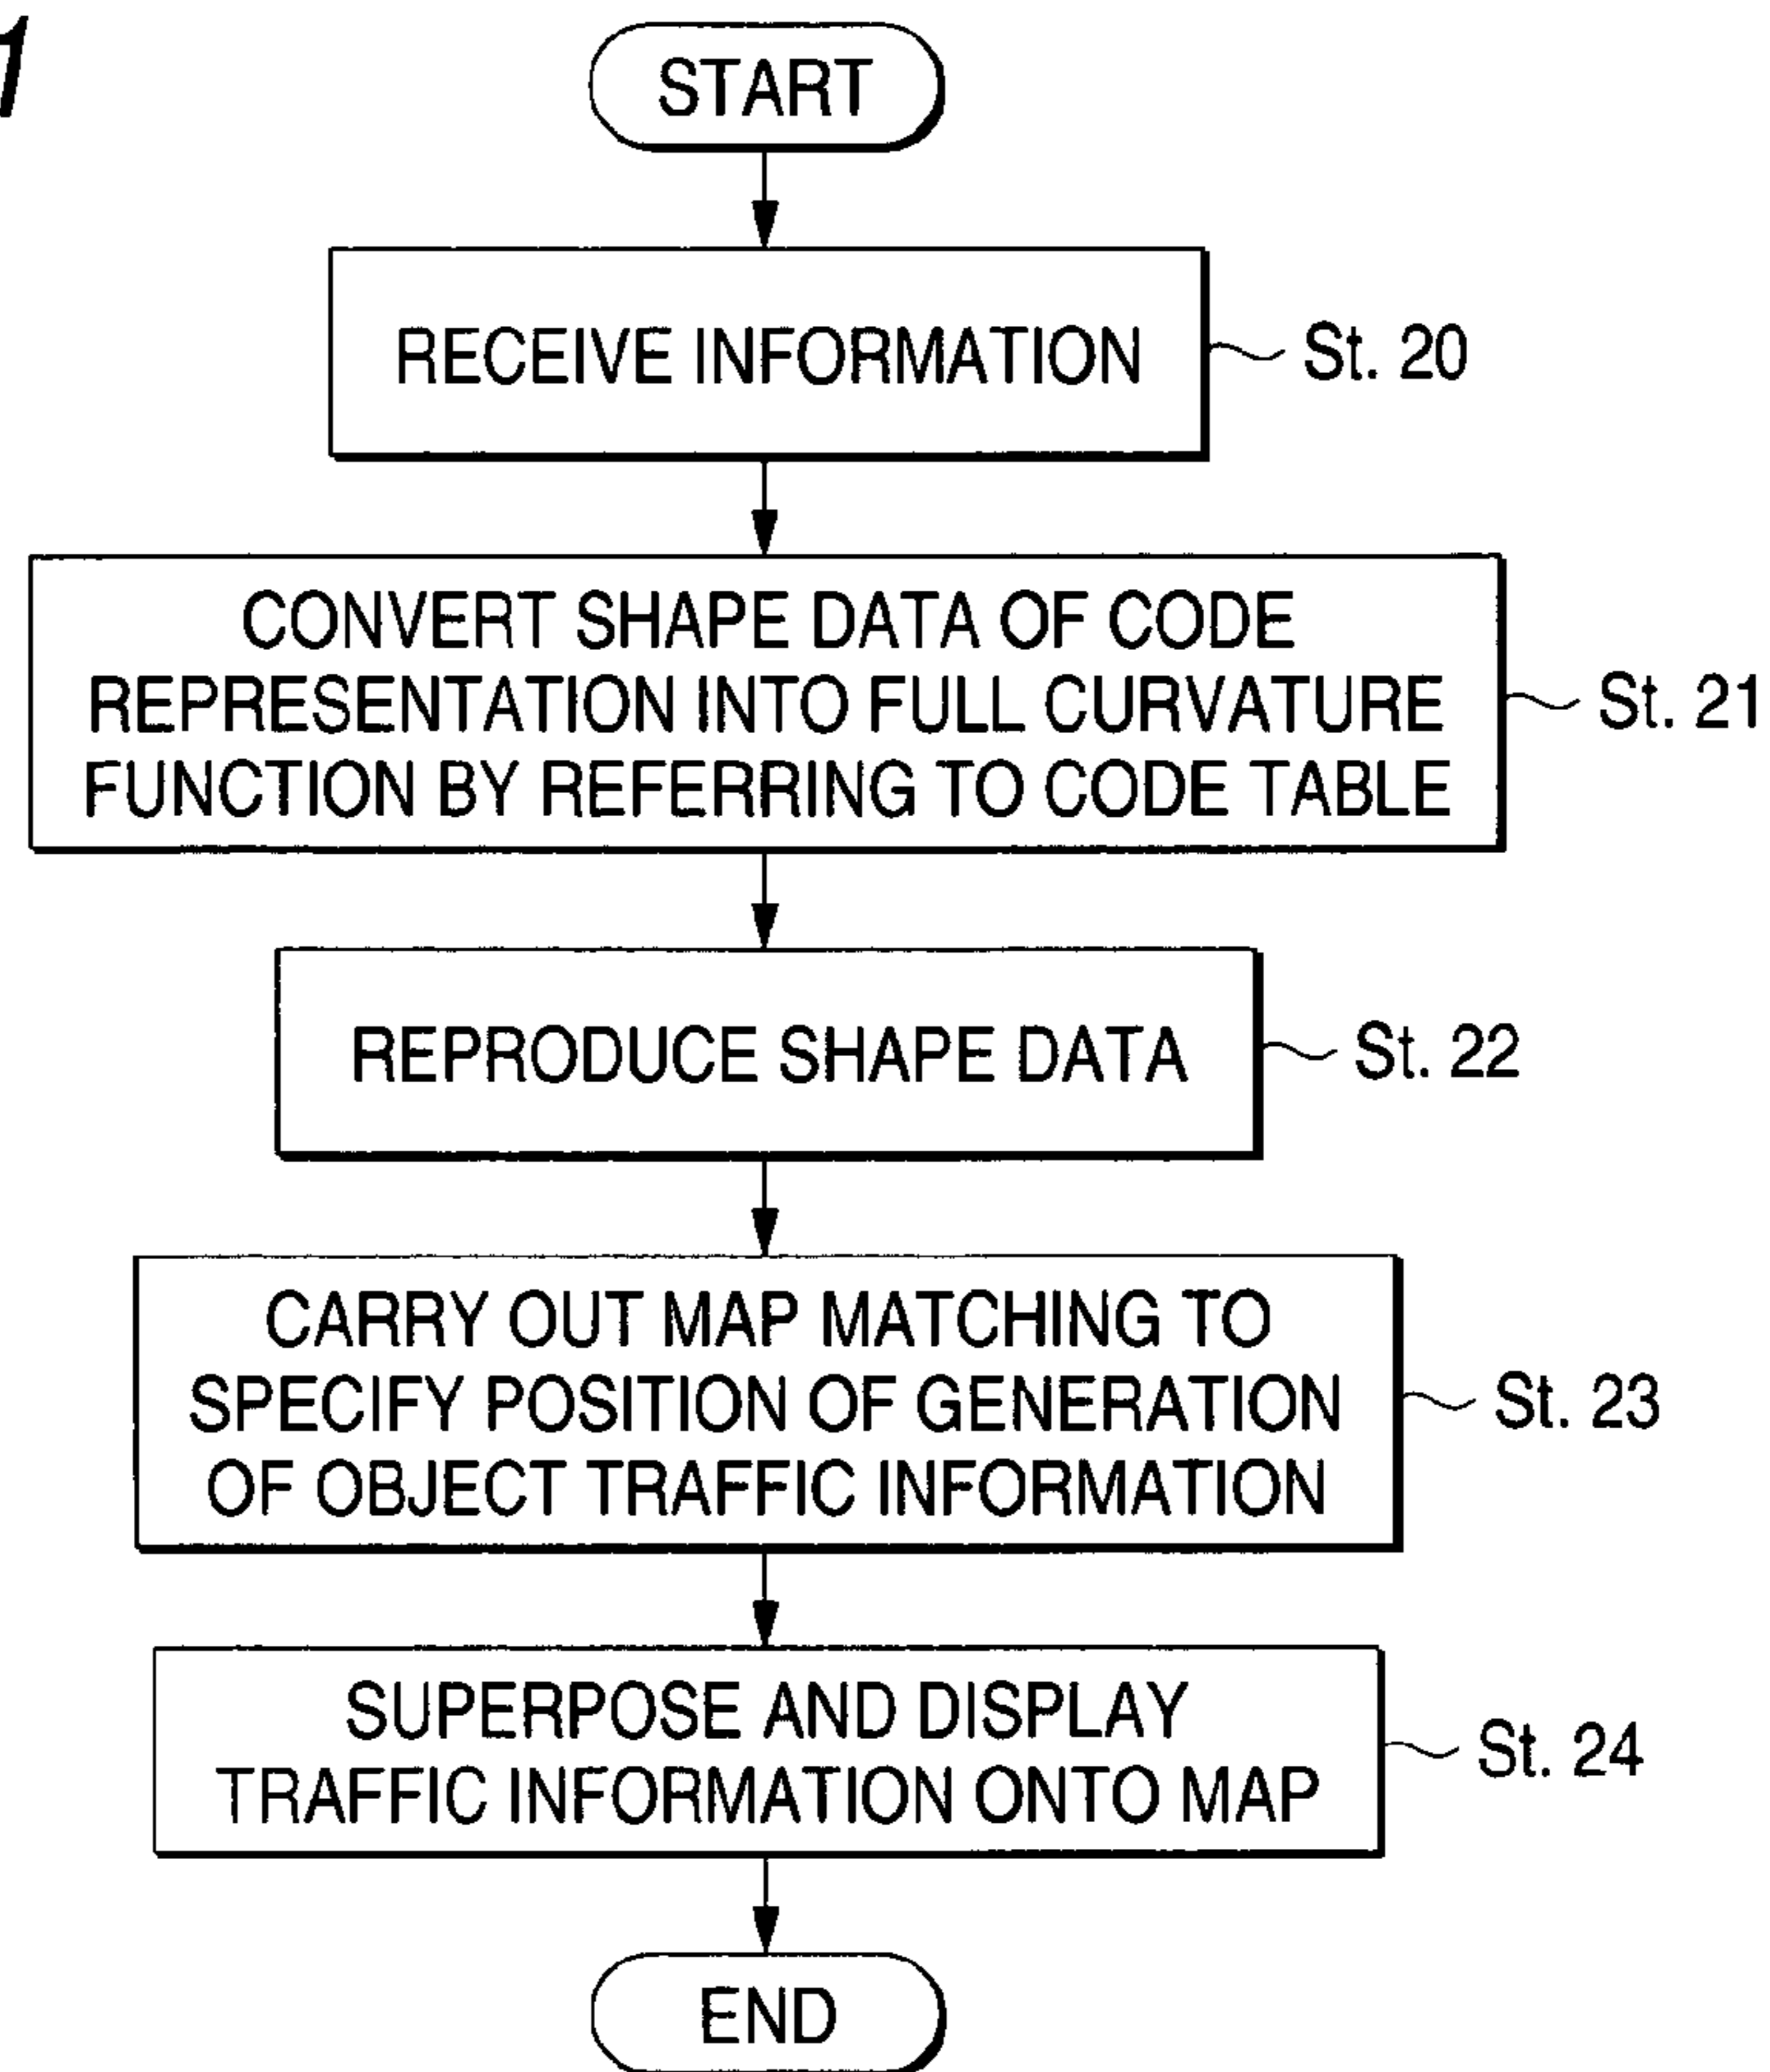 1
START
RECEIVE INFORMATION
St. 20
CONVERT SHAPE DATA OF CODE
REPRESENTATION INTO FULL CURVATURE
FUNCTION BY REFERRING TO CODE TABLE
St. 21
REPRODUCE SHAPE DATA
St. 22
CARRY OUT MAP MATCHING TO
SPECIFY POSITION OF GENERATION
OF OBJECT TRAFFIC INFORMATION
St. 23
SUPERPOSE AND DISPLAY
TRAFFIC INFORMATION ONTO MAP
St. 24
END